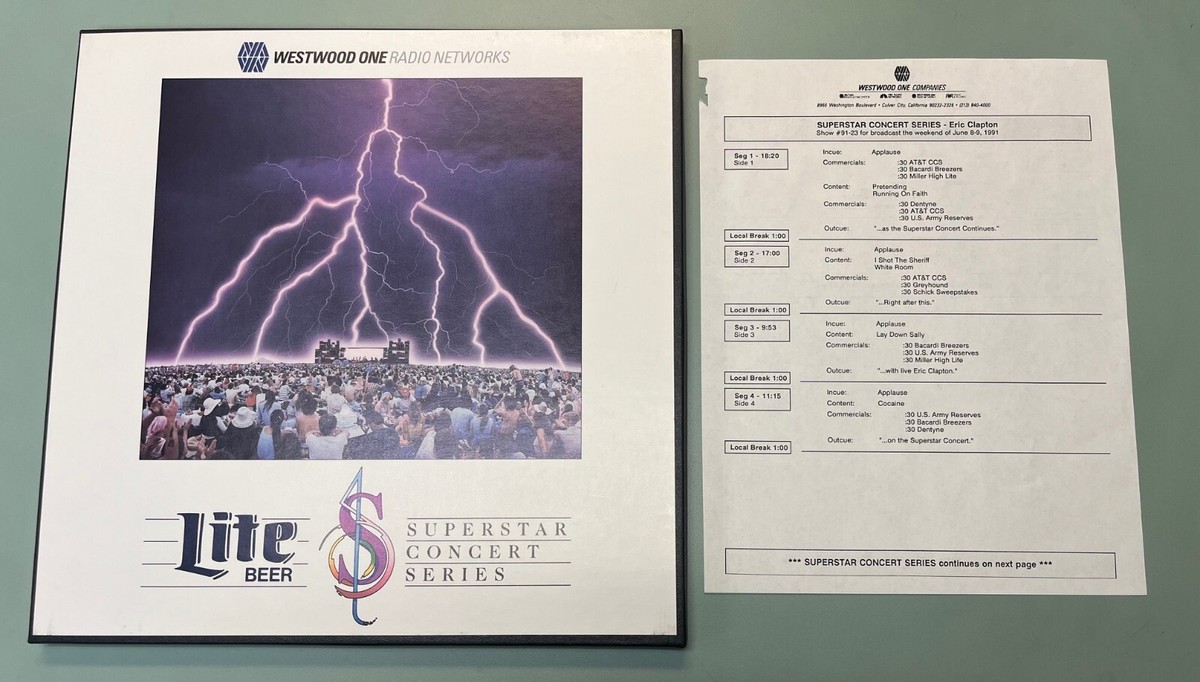 WESTWOOD ONE RADIO NETWORKS
Lite
BEER
SUPERSTAR
CONCERT
SERIES
WESTWOOD ONE COMPANIES
8966 Washington Boulevard • Culver City, California 90232-2326 • (213) 840-4000
SUPERSTAR CONCERT SERIES - Eric Clapton
Show #91-23 for broadcast the weekend of June 8-9, 1991
Seg 1 - 18:20
Side 1
Incue: Applause
Commercials: :30 AT&T CCS
:30 Bacardi Breezers
:30 Miller High Lite
Content: Pretending
Running On Faith
Commercials: :30 Dentyne
:30 AT&T CCS
:30 U.S. Army Reserves
Outcue: "...as the Superstar Concert Continues."
Local Break 1:00
Seg 2 - 17:00
Side 2
Incue: Applause
Content: I Shot The Sheriff
White Room
Commercials: :30 AT&T CCS
:30 Greyhound
:30 Schick Sweepstakes
Outcue: "...Right after this."
Local Break 1:00
Seg 3 - 9:53
Side 3
Incue: Applause
Content: Lay Down Sally
Commercials: :30 Bacardi Breezers
:30 U.S. Army Reserves
:30 Miller High Life
Outcue: "...with live Eric Clapton."
Local Break 1:00
Seg 4 - 11:15
Side 4
Incue: Applause
Content: Cocaine
Commercials: :30 U.S. Army Reserves
:30 Bacardi Breezers
:30 Dentyne
Outcue: "...on the Superstar Concert."
Local Break 1:00
*** SUPERSTAR CONCERT SERIES continues on next page ***